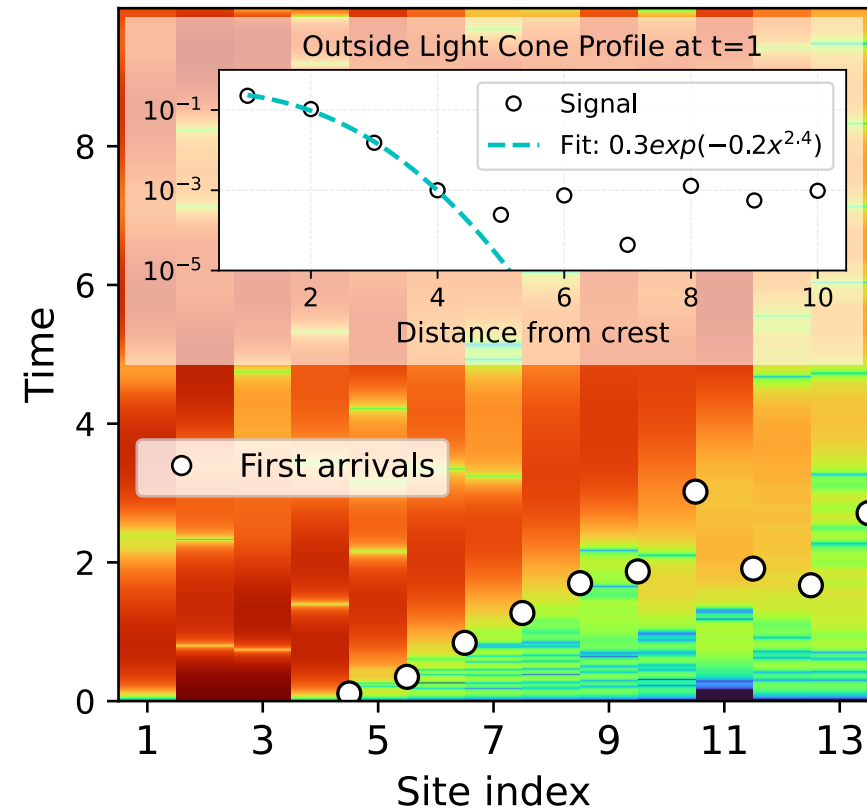 Outside Light Cone Profile at t=1
10⁻¹
10⁻³
10⁻⁵
Signal
Fit: 0.3exp(−0.2x²·⁴)
2 4 6 8 10
Distance from crest
First arrivals
Time
8
6
4
2
0
1 3 5 7 9 11 13
Site index